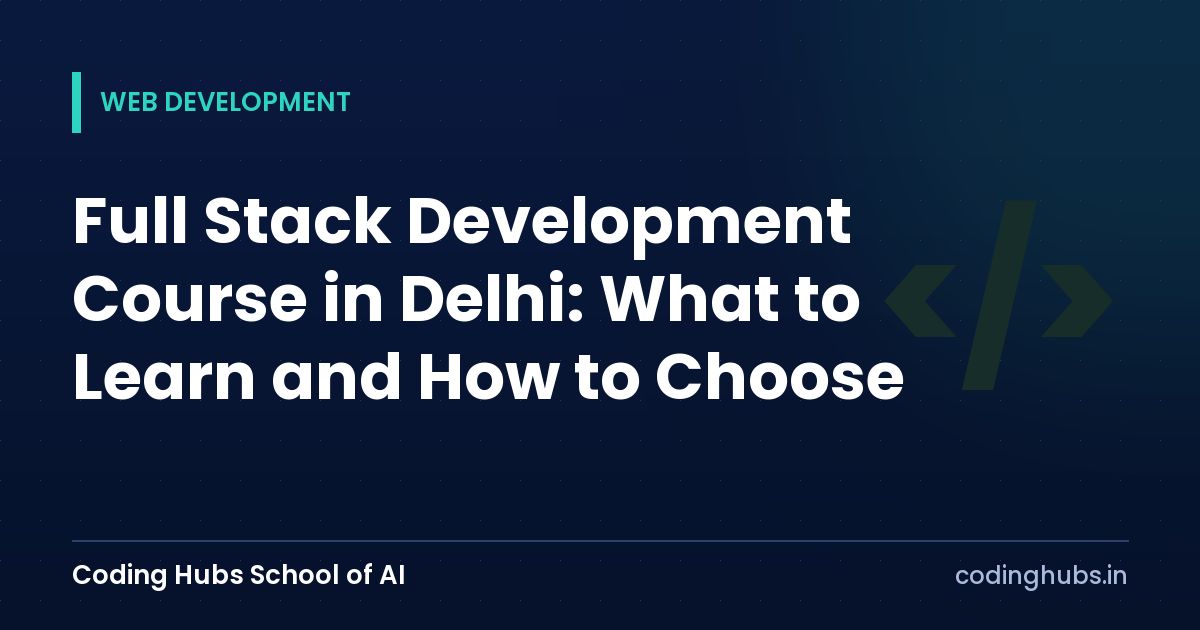 WEB DEVELOPMENT
Full Stack Development
Course in Delhi: What to
Learn and How to Choose
</>
Coding Hubs School of AI
codinghubs.in